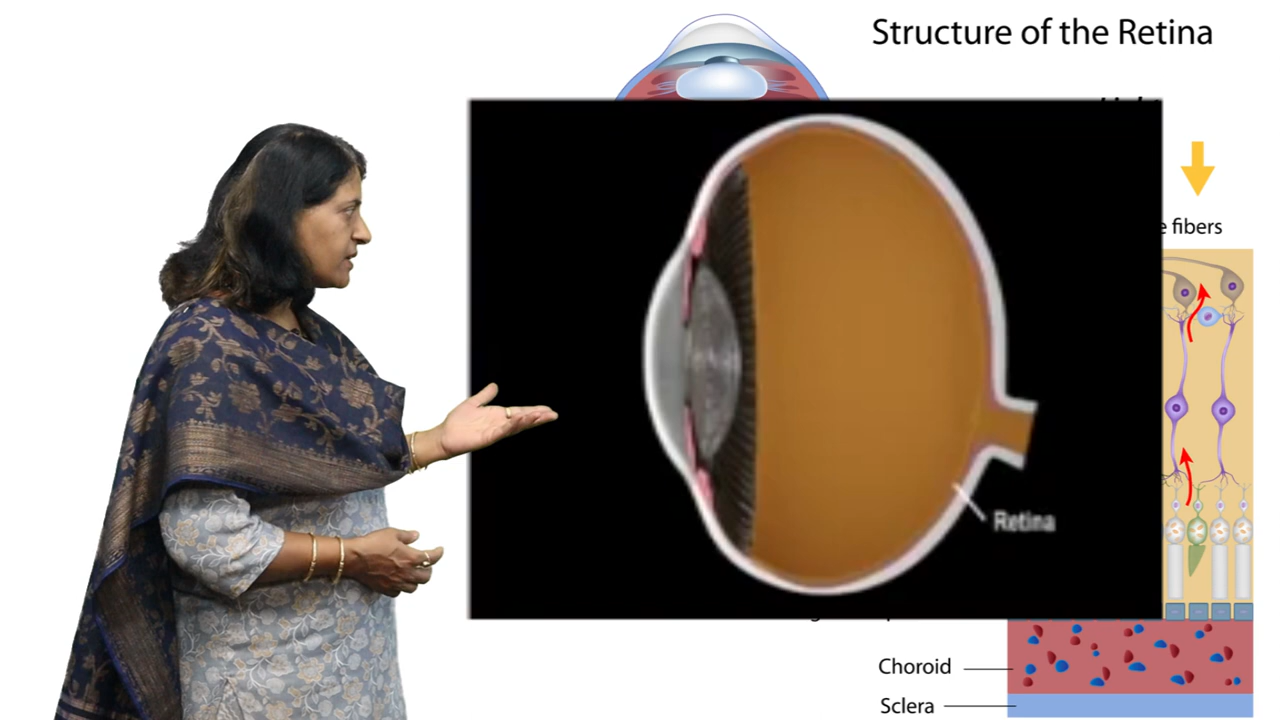 Structure of the Retina
fibers
Retina
Choroid
Sclera